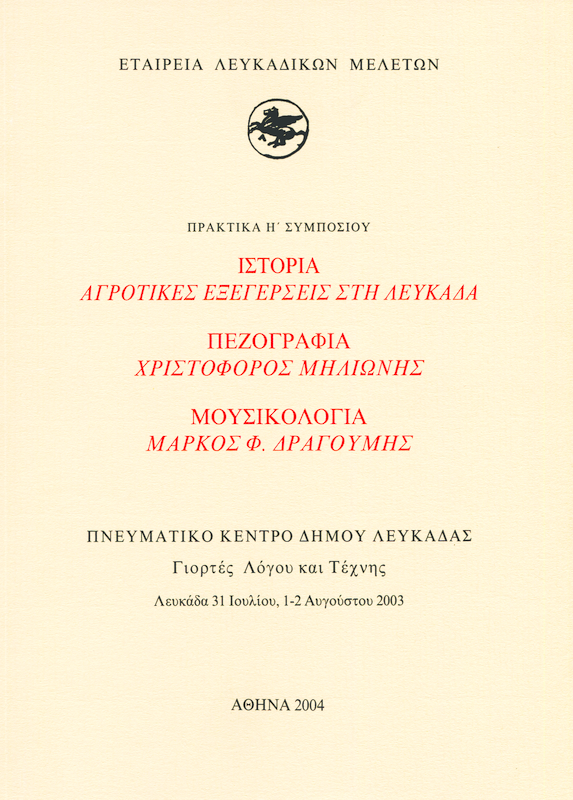 ΕΤΑΙΡΕΙΑ ΛΕΥΚΑΔΙΚΩΝ ΜΕΛΕΤΩΝ
ΠΡΑΚΤΙΚΑ Η΄ ΣΥΜΠΟΣΙΟΥ
ΙΣΤΟΡΙΑ
ΑΓΡΟΤΙΚΕΣ ΕΞΕΓΕΡΣΕΙΣ ΣΤΗ ΛΕΥΚΑΔΑ
ΠΕΖΟΓΡΑΦΙΑ
ΧΡΙΣΤΟΦΟΡΟΣ ΜΗΛΙΩΝΗΣ
ΜΟΥΣΙΚΟΛΟΓΙΑ
ΜΑΡΚΟΣ Φ. ΔΡΑΓΟΥΜΗΣ
ΠΝΕΥΜΑΤΙΚΟ ΚΕΝΤΡΟ ΔΗΜΟΥ ΛΕΥΚΑΔΑΣ
Γιορτές Λόγου και Τέχνης
Λευκάδα 31 Ιουλίου, 1-2 Αυγούστου 2003
ΑΘΗΝΑ 2004